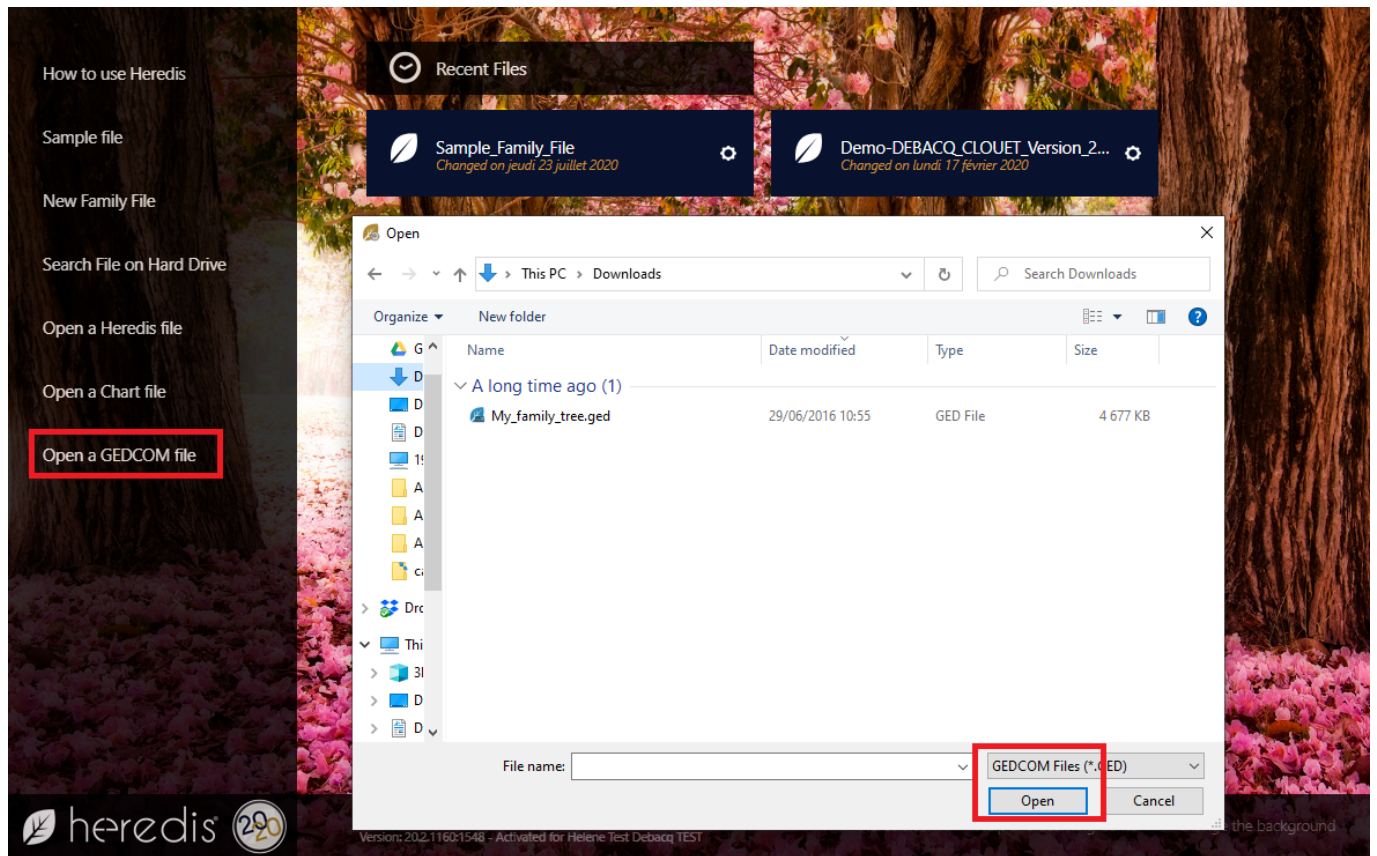 How to use Heredis
Sample file
New Family File
Search File on Hard Drive
Open a Heredis file
Open a Chart file
Open a GEDCOM file
Recent Files
Sample_Family_File
Changed on jeudi 23 juillet 2020
Demo-DEBACQ_CLOUET_Version_2...
Changed on lundi 17 février 2020
Open
This PC > Downloads
Search Downloads
Organize
New folder
Name
Date modified
Type
Size
G
D
D
D
19
A
A
A
Dro
Thi
D
D
A long time ago (1)
My_family_tree.ged
29/06/2016 10:55
GED File
4 677 KB
File name:
GEDCOM Files (*.GED)
Open
Cancel
heredis
Version: 20.2.1160:1548 - Activated for Helene Test Debacq TEST
the background